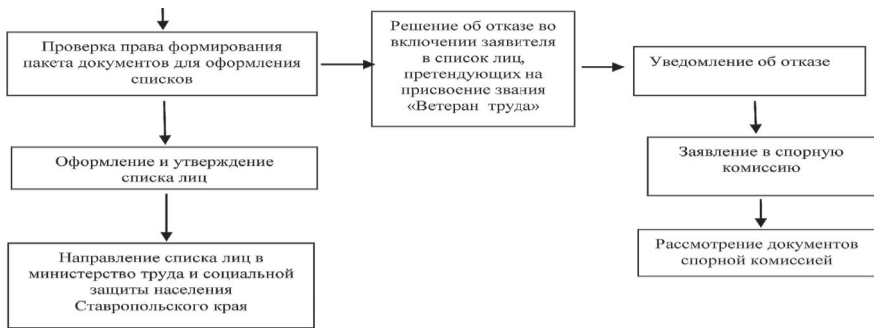 Проверка права формирования
пакета документов для оформления
списков
Решение об отказе во
включении заявителя
в список лиц,
претендующих на
присвоение звания
«Ветеран труда»
Уведомление об отказе
Оформление и утверждение
списка лиц
Заявление в спорную
комиссию
Направление списка лиц в
министерство труда и социальной
защиты населения
Ставропольского края
Рассмотрение документов
спорной комиссией